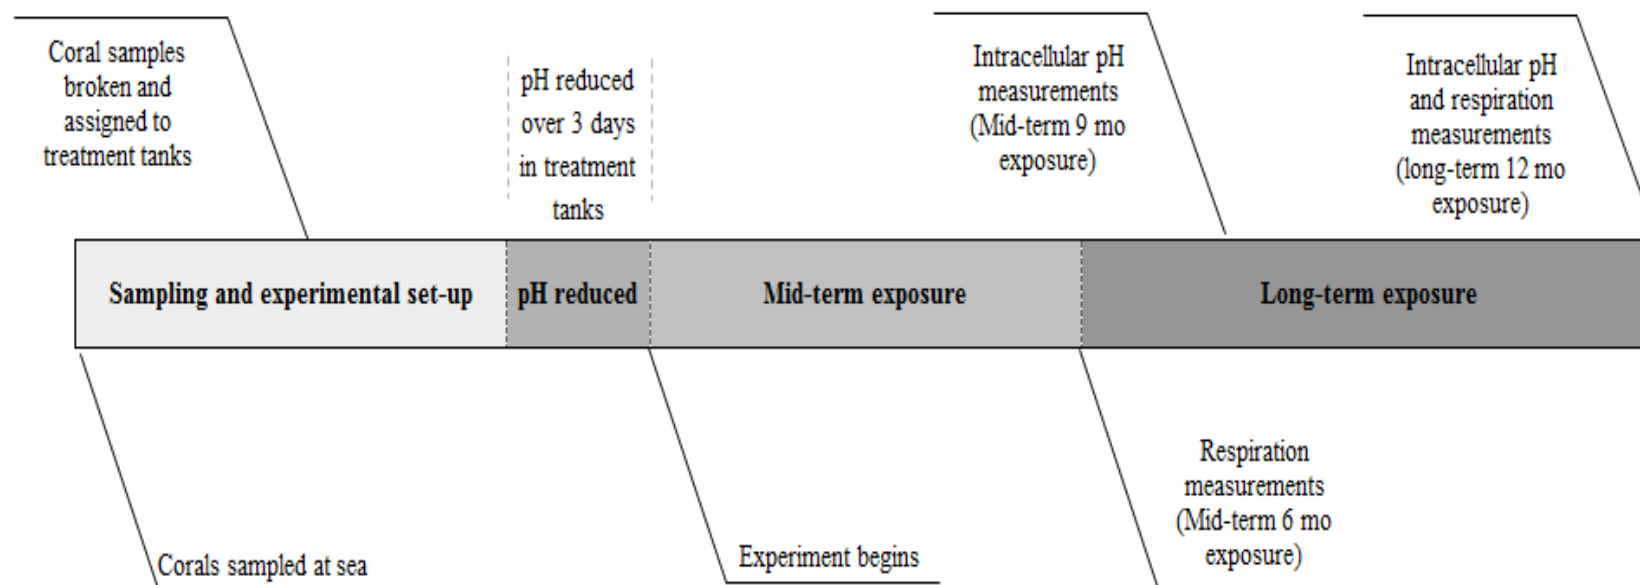 Coral samples
broken and
assigned to
treatment tanks
pH reduced
over 3 days
in treatment
tanks
Intracellular pH
measurements
(Mid-term 9 mo
exposure)
Intracellular pH
and respiration
measurements
(long-term 12 mo
exposure)
Sampling and experimental set-up
pH reduced
Mid-term exposure
Long-term exposure
Corals sampled at sea
Experiment begins
Respiration
measurements
(Mid-term 6 mo
exposure)